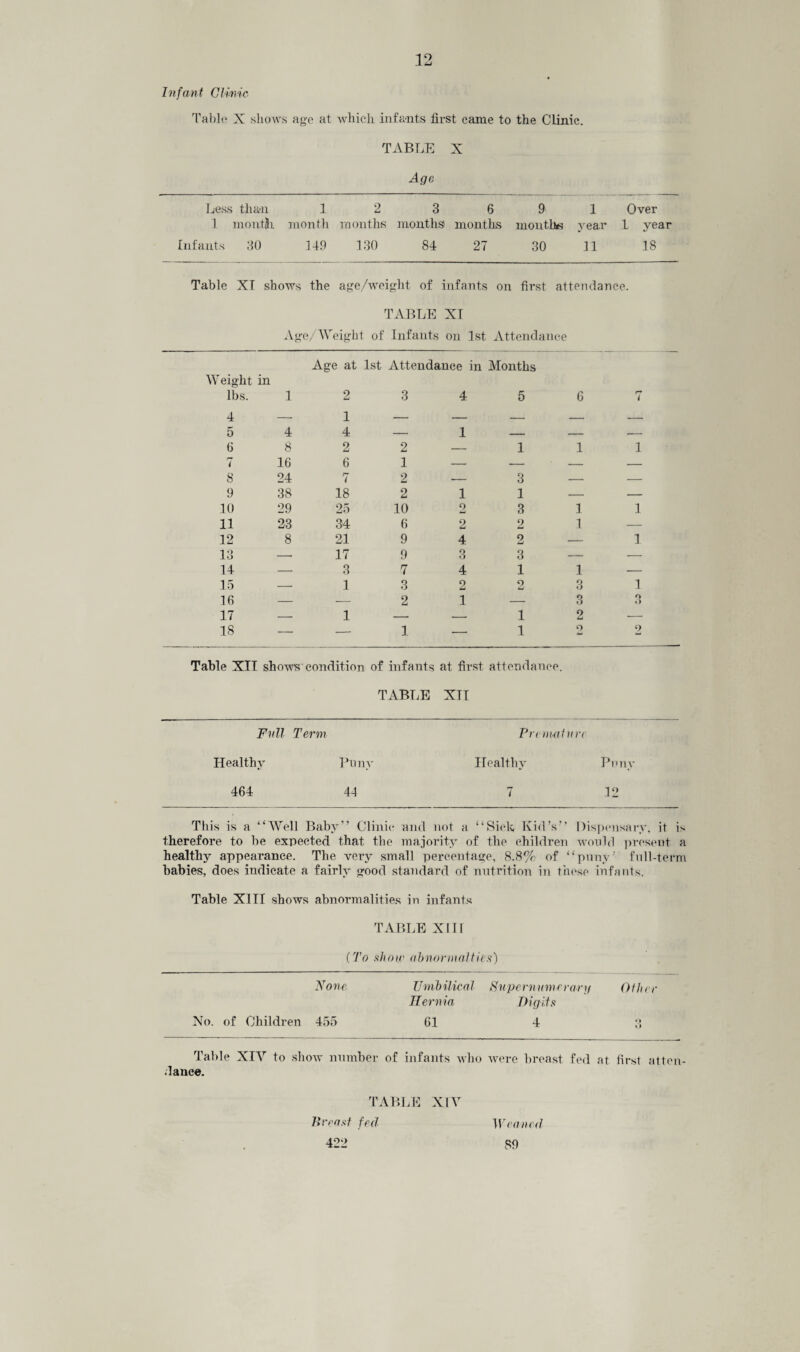 12
Infant Clinic
Table X shows age at which infants first came to the Clinic.
TABLE X
Age
Less than 1 2 3 6 9 1 Over
1 month month months months months months year 1 year
Infants 30 149 130 84 27 30 11 18
Table XI shows the age/weight of infants on first attendance.
TABLE XI
Age/Weight of Infants on 1st Attendance
Age at 1st Attendance in Months
Weight in
lbs. 1 2 3 4 5 6 7
4 — 1 — — — — —
5 4 4 — 1 — — —
6 8 2 2 — 1 1 1
7 16 6 1 — — — —
8 24 7 2 — 3 — —
9 38 18 2 1 1 — —
10 29 25 10 2 3 1 1
11 23 34 6 2 2 1 —
12 8 21 9 4 2 — 1
13 — 17 9 3 3 — —
14 — 3 7 4 1 1 —
15 — 1 3 2 2 3 1
16 — — 2 1 — 3 3
17 — 1 — — 1 2 —
18 — — 1 — 1 2 2
Table XII shows condition of infants at first attendance.
TABLE XII
Full Term Premature
Healthy Puny Healthy Puny
464 44 7 12
This is a “Well Baby” Clinic and not a “Sick Kid’s” Dispensary, it is
therefore to be expected that the majority of the children would present a
healthy appearance. The very small percentage, 8.8% of “puny’ full-term
babies, does indicate a fairly good standard of nutrition in these infants.
Table XIII shows abnormalities in infants
TABLE XIII
(To show abnormalties)
None Umbilical Supernumerary Other
Hernia Digits
No. of Children 455 61 4 3
Table XIV to show number of infants who were breast fed at first atten-
dance.
TABLE XIV
Breast fed Weaned
422 89